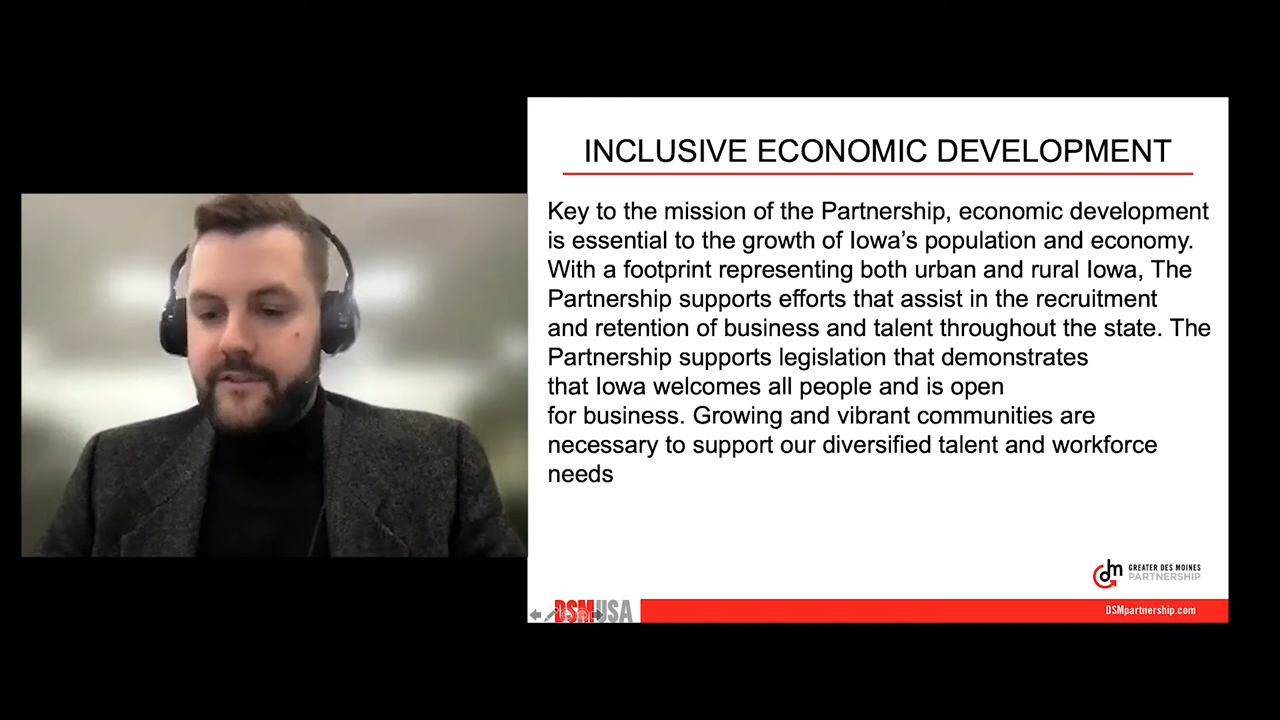 INCLUSIVE ECONOMIC DEVELOPMENT
Key to the mission of the Partnership, economic development
is essential to the growth of Iowa’s population and economy.
With a footprint representing both urban and rural Iowa, The
Partnership supports efforts that assist in the recruitment
and retention of business and talent throughout the state. The
Partnership supports legislation that demonstrates
that Iowa welcomes all people and is open
for business. Growing and vibrant communities are
necessary to support our diversified talent and workforce
needs
dm
GREATER DES MOINES
PARTNERSHIP
DSMUSA
DSMpartnership.com